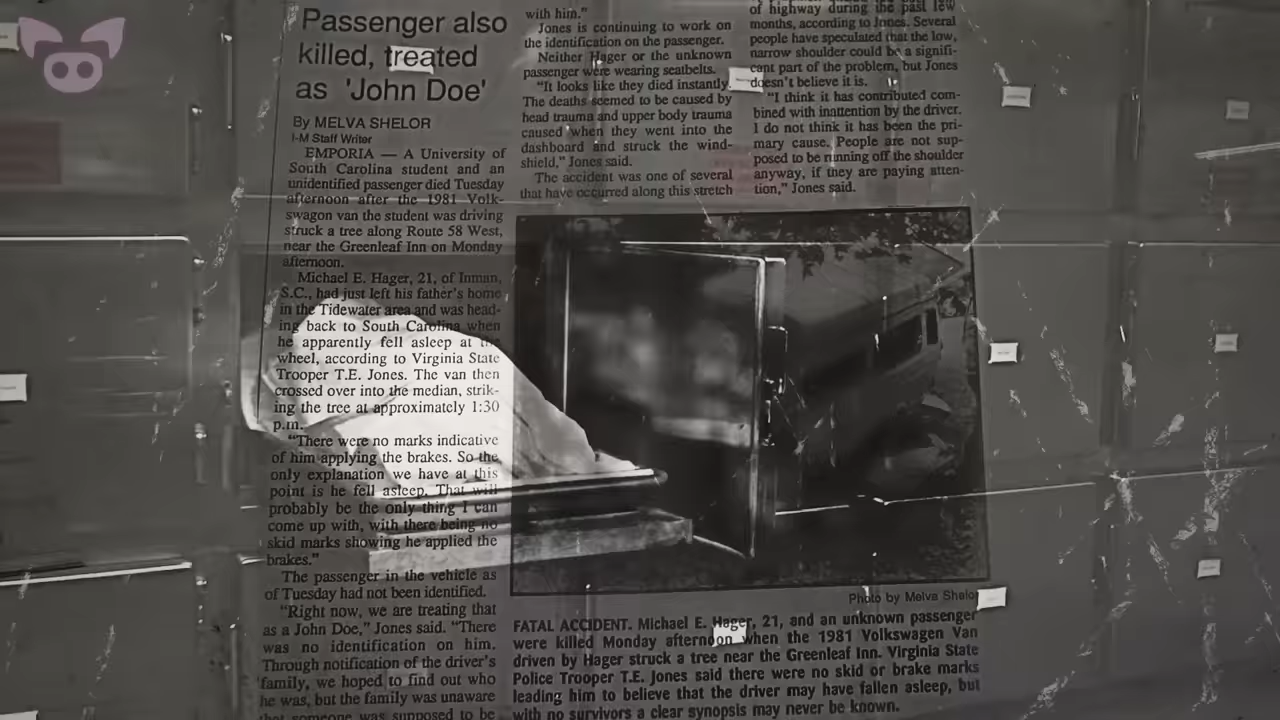 Passenger also
killed, treated
as 'John Doe'
By MELVA SHELOR
I-M Staff Writer
EMPORIA — A University of
South Carolina student and an
unidentified passenger died Tuesday
afternoon after the 1981 Volk-
swagon van the student was driving
struck a tree along Route 58 West,
near the Greenleaf Inn on Monday
afternoon.
Michael E. Hager, 21, of Inman,
S.C., had just left his father's home
in the Tidewater area and was head-
ing back to South Carolina when
he apparently fell asleep at the
wheel, according to Virginia State
Trooper T.E. Jones. The van then
crossed over into the median, strik-
ing the tree at approximately 1:30
p.m.
"There were no marks indicative
of him applying the brakes. So the
only explanation we have at this
point is he fell asleep. That will
probably be the only thing I can
come up with, with there being no
skid marks showing he applied the
brakes."
The passenger in the vehicle as
of Tuesday had not been identified.
"Right now, we are treating that
as a John Doe," Jones said. "There
was no identification on him.
Through notification of the driver's
family, we hoped to find out who
he was, but the family was unaware
that someone was supposed to be
with him."
Jones is continuing to work on
the identification on the passenger.
Neither Hager or the unknown
passenger were wearing seatbelts.
"It looks like they died instantly.
The deaths seemed to be caused by
head trauma and upper body trauma
caused when they went into the
dashboard and struck the wind-
shield," Jones said.
The accident was one of several
that have occurred along this stretch
of highway during the past few
months, according to Jones. Several
people have speculated that the low,
narrow shoulder could be a signifi-
cant part of the problem, but Jones
doesn't believe it is.
"I think it has contributed com-
bined with inattention by the driver.
I do not think it has been the pri-
mary cause. People are not sup-
posed to be running off the shoulder
anyway, if they are paying atten-
tion," Jones said.
Photo by Melva Shelor
FATAL ACCIDENT. Michael E. Hager, 21, and an unknown passenger
were killed Monday afternoon when the 1981 Volkswagen Van
driven by Hager struck a tree near the Greenleaf Inn. Virginia State
Police Trooper T.E. Jones said there were no skid or brake marks
leading him to believe that the driver may have fallen asleep, but
with no survivors a clear synopsis may never be known.